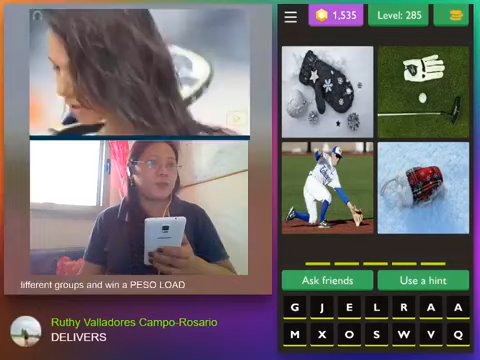 1,535
Level: 285
lifferent groups and win a PESO LOAD
Ruthy Valladores Campo-Rosario
DELIVERS
Ask friends
Use a hint
G J E L R A A
M X O S W V Q